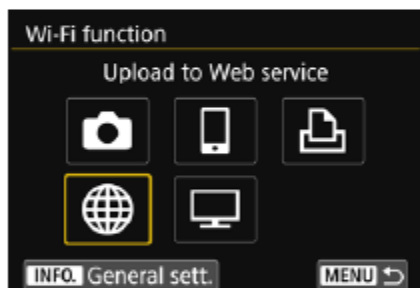 Wi-Fi function
Upload to Web service
INFO. General sett. MENU